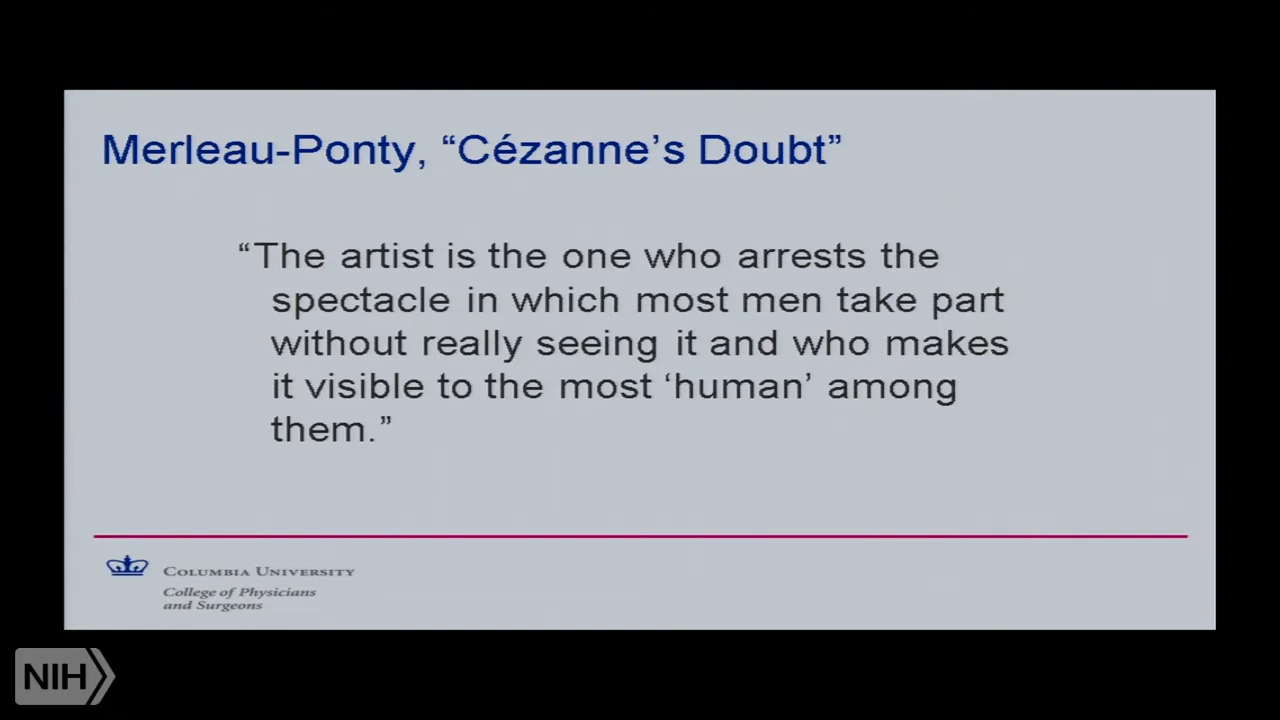 Merleau-Ponty, “Cézanne’s Doubt”
“The artist is the one who arrests the
spectacle in which most men take part
without really seeing it and who makes
it visible to the most ‘human’ among
them.”
COLUMBIA UNIVERSITY
College of Physicians
and Surgeons
NIH